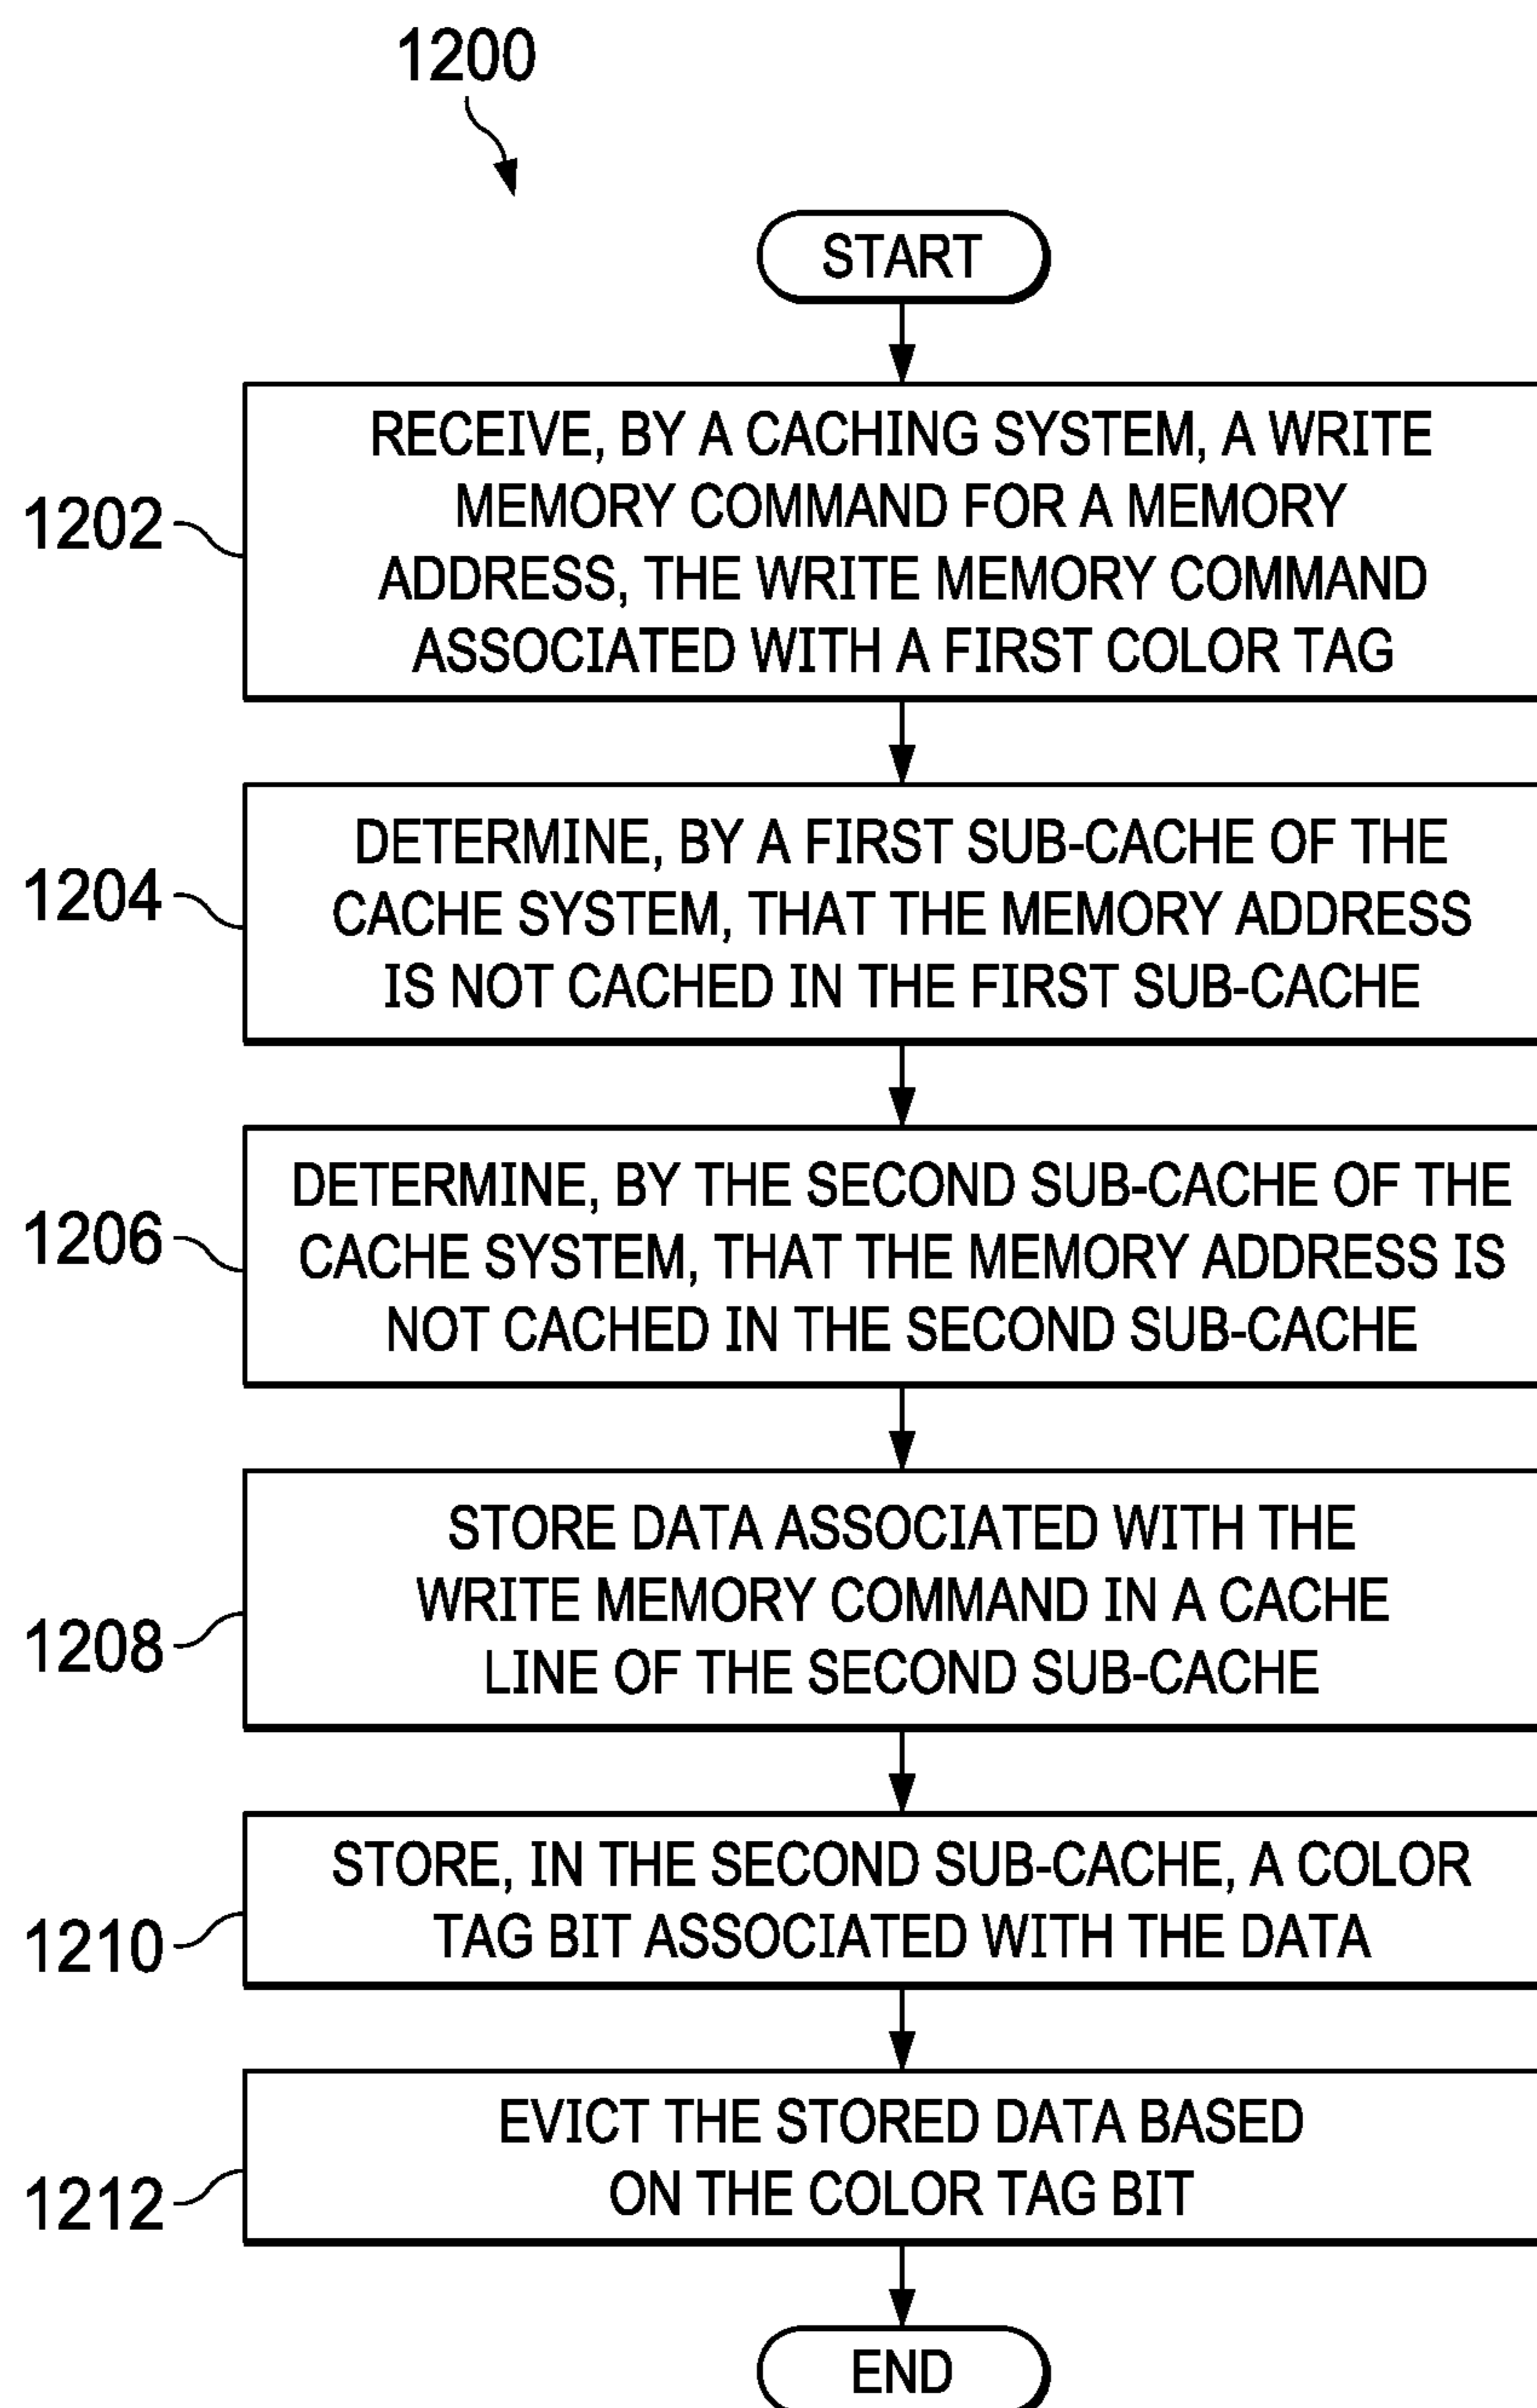 1200
START
RECEIVE, BY A CACHING SYSTEM, A WRITE
MEMORY COMMAND FOR A MEMORY
ADDRESS, THE WRITE MEMORY COMMAND
ASSOCIATED WITH A FIRST COLOR TAG
1202
DETERMINE, BY A FIRST SUB-CACHE OF THE
CACHE SYSTEM, THAT THE MEMORY ADDRESS
IS NOT CACHED IN THE FIRST SUB-CACHE
1204
DETERMINE, BY THE SECOND SUB-CACHE OF THE
CACHE SYSTEM, THAT THE MEMORY ADDRESS IS
NOT CACHED IN THE SECOND SUB-CACHE
1206
STORE DATA ASSOCIATED WITH THE
WRITE MEMORY COMMAND IN A CACHE
LINE OF THE SECOND SUB-CACHE
1208
STORE, IN THE SECOND SUB-CACHE, A COLOR
TAG BIT ASSOCIATED WITH THE DATA
1210
EVICT THE STORED DATA BASED
ON THE COLOR TAG BIT
1212
END